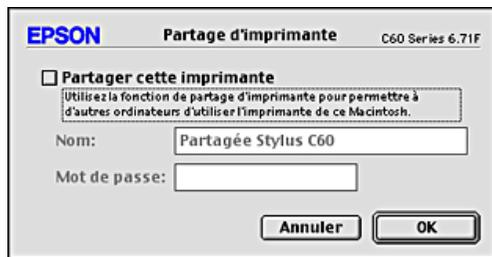 EPSON Partage d'imprimante C60 Series 6.71F
Partager cette imprimante
Utilisez la fonction de partage d'imprimante pour permettre à
d'autres ordinateurs d'utiliser l'imprimante de ce Macintosh.
Nom: Partagée Stylus C60
Mot de passe:
Annuler OK